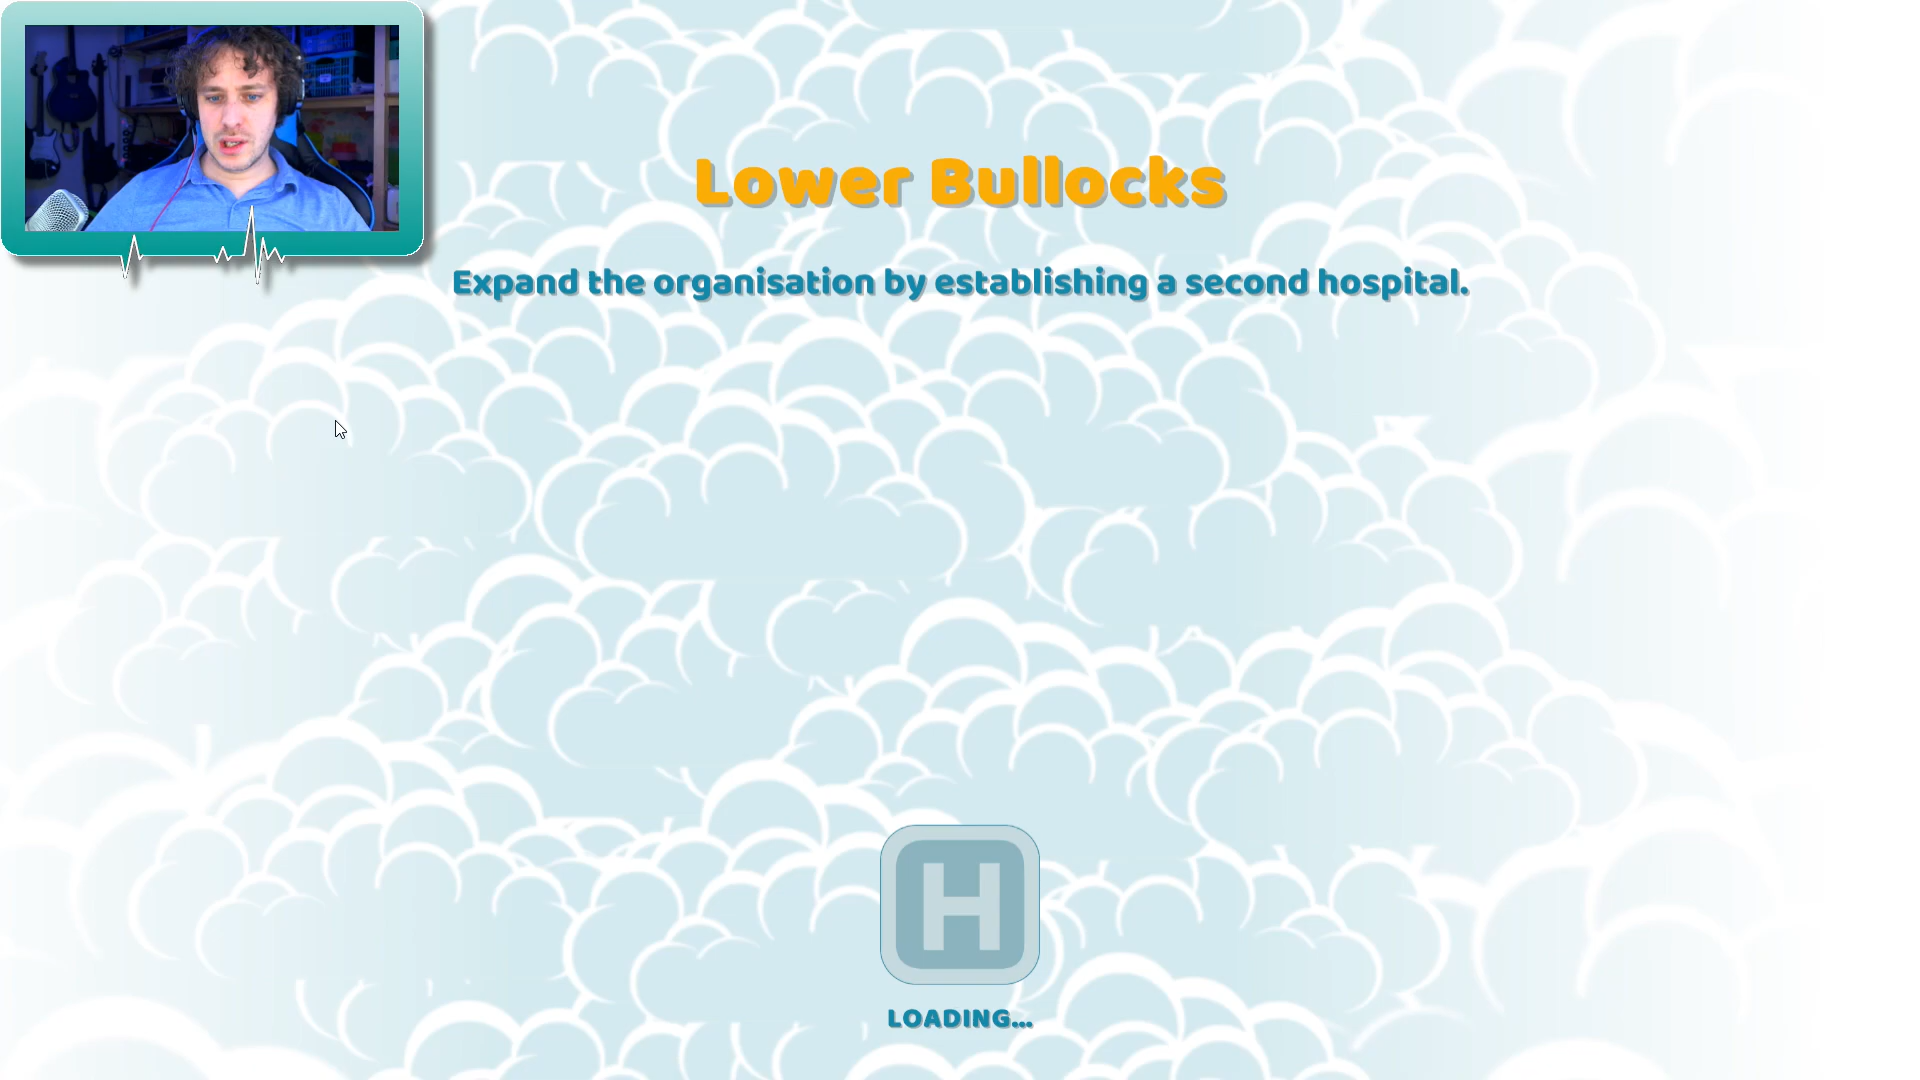 Lower Bullocks
Expand the organisation by establishing a second hospital.
H
LOADING...